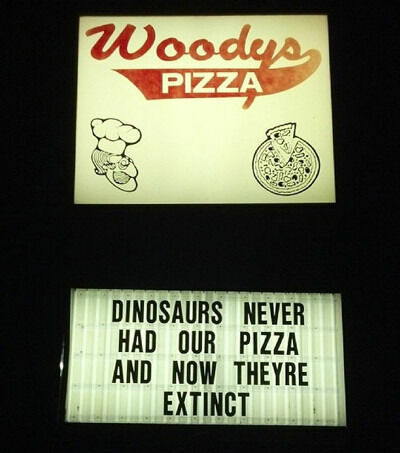 Woodys
PIZZA
DINOSAURS NEVER
HAD OUR PIZZA
AND NOW THEYRE
EXTINCT